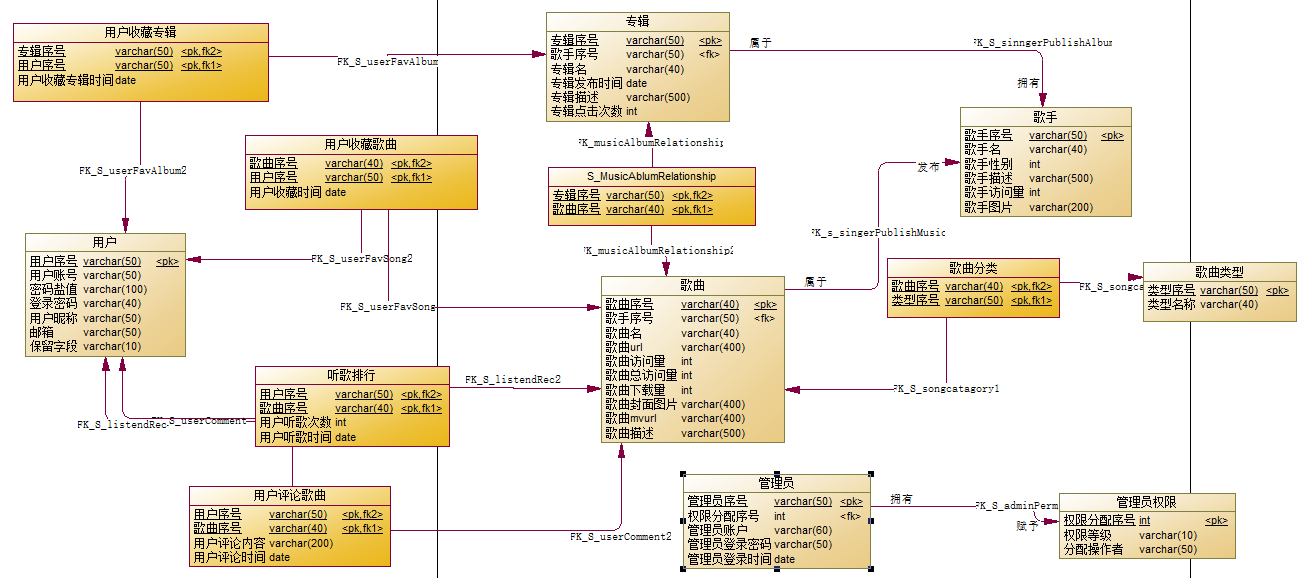 用户收藏专辑
专辑序号 varchar(50) <pk,fk2>
用户序号 varchar(50) <pk,fk1>
用户收藏专辑时间 date
FK_S_userFavAlbum
专辑
专辑序号 varchar(50) <pk>
歌手序号 varchar(50) <fk>
专辑名 varchar(40)
专辑发布时间 date
专辑描述 varchar(500)
专辑点击次数 int
属于
FK_S_sinngerPublishAlbum
拥有
歌手
歌手序号 varchar(50) <pk>
歌手名 varchar(40)
歌手性别 int
歌手描述 varchar(500)
歌手访问量 int
歌手图片 varchar(200)
FK_S_userFavAlbum2
用户收藏歌曲
歌曲序号 varchar(40) <pk,fk2>
用户序号 varchar(50) <pk,fk1>
用户收藏时间 date
FK_musicAlbumRelationship
S_MusicAblumRelationship
专辑序号 varchar(50) <pk,fk2>
歌曲序号 varchar(40) <pk,fk1>
FK_musicAlbumRelationship2
发布
FK_s_singerPublishMusic
属于
用户
用户序号 varchar(50) <pk>
用户账号 varchar(50)
密码盐值 varchar(100)
登录密码 varchar(40)
用户昵称 varchar(50)
邮箱 varchar(50)
保留字段 varchar(10)
FK_S_userFavSong2
FK_S_userFavSong
歌曲
歌曲序号 varchar(40) <pk>
歌手序号 varchar(50) <fk>
歌曲名 varchar(40)
歌曲url varchar(400)
歌曲访问量 int
歌曲总访问量 int
歌曲下载量 int
歌曲封面图片 varchar(400)
歌曲mvurl varchar(400)
歌曲描述 varchar(500)
歌曲分类
歌曲序号 varchar(40) <pk,fk2>
类型序号 varchar(50) <pk,fk1>
FK_S_songca
歌曲类型
类型序号 varchar(50) <pk>
类型名称 varchar(40)
FK_S_songcatagory1
听歌排行
用户序号 varchar(50) <pk,fk2>
歌曲序号 varchar(40) <pk,fk1>
用户听歌次数 int
用户听歌时间 date
FK_S_listendRec2
FK_S_listendRec
S_userComment
用户评论歌曲
用户序号 varchar(50) <pk,fk2>
歌曲序号 varchar(40) <pk,fk1>
用户评论内容 varchar(200)
用户评论时间 date
FK_S_userComment2
管理员
管理员序号 varchar(50) <pk>
权限分配序号 int <fk>
管理员账户 varchar(60)
管理员登录密码 varchar(50)
管理员登录时间 date
拥有
FK_S_adminPerm
赋予
管理员权限
权限分配序号 int <pk>
权限等级 varchar(10)
分配操作者 varchar(50)